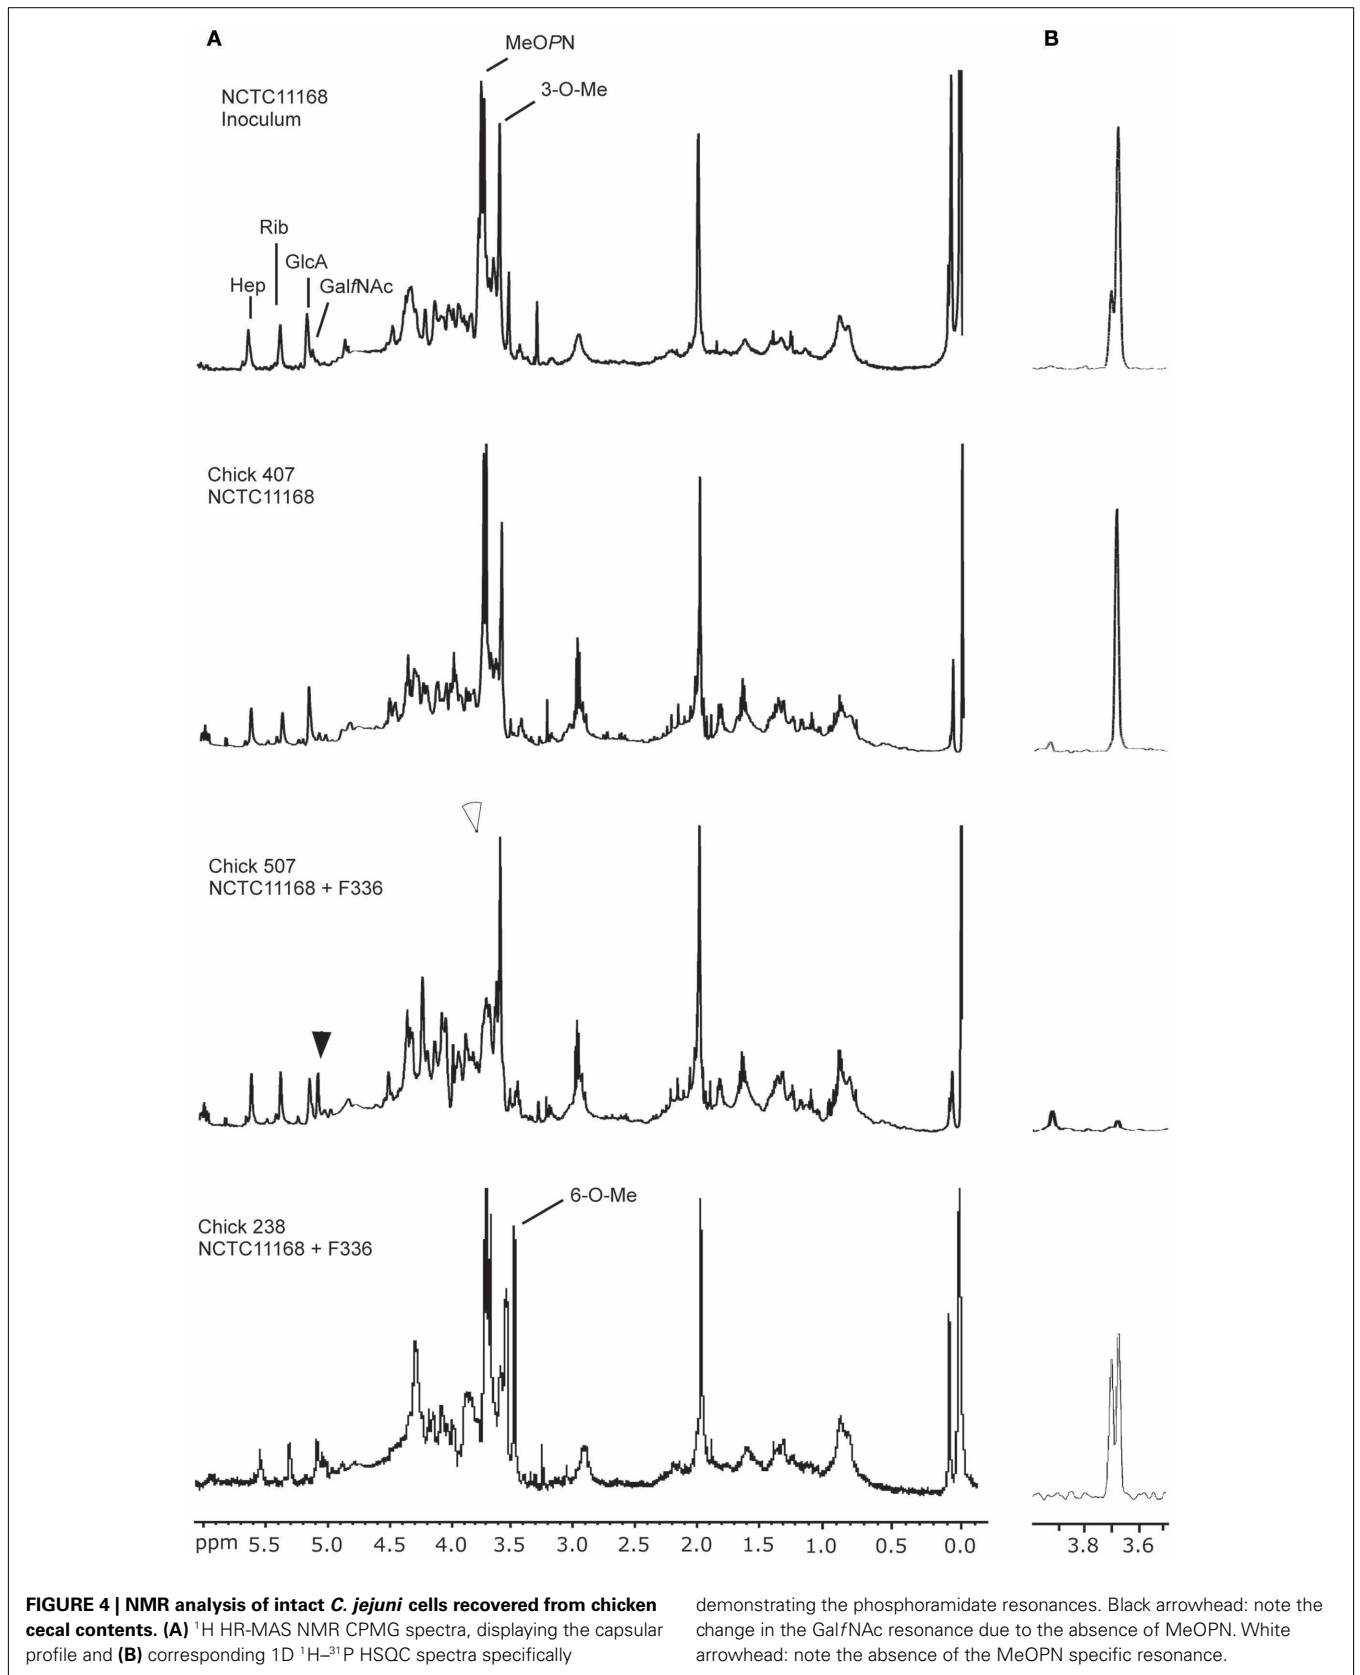 A
B
MeOPN
3-O-Me
NCTC11168
Inoculum
Rib
GlcA
Hep
GalfNAc
Chick 407
NCTC11168
Chick 507
NCTC11168 + F336
6-O-Me
Chick 238
NCTC11168 + F336
ppm 5.5 5.0 4.5 4.0 3.5 3.0 2.5 2.0 1.5 1.0 0.5 0.0
3.8 3.6
FIGURE 4 | NMR analysis of intact C. jejuni cells recovered from chicken
cecal contents. (A) ¹H HR-MAS NMR CPMG spectra, displaying the capsular
profile and (B) corresponding 1D ¹H–³¹P HSQC spectra specifically
demonstrating the phosphoramidate resonances. Black arrowhead: note the
change in the GalfNAc resonance due to the absence of MeOPN. White
arrowhead: note the absence of the MeOPN specific resonance.